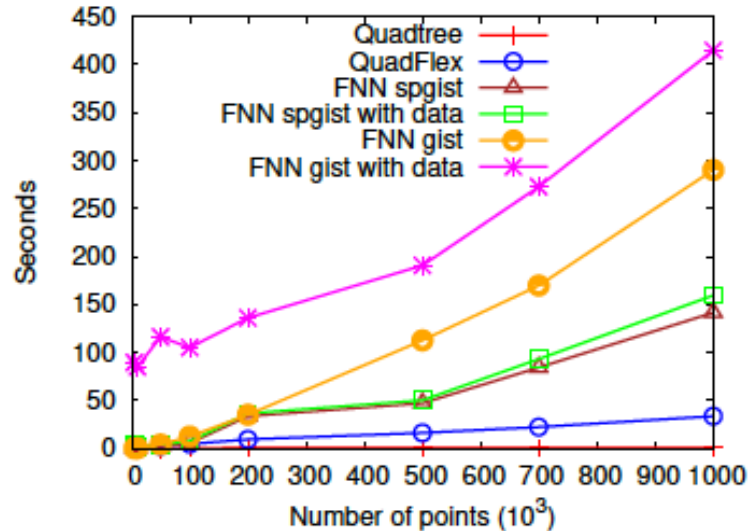 450
400
350
300
250
200
150
100
50
0
Seconds
Quadtree
QuadFlex
FNN spgist
FNN spgist with data
FNN gist
FNN gist with data
0 100 200 300 400 500 600 700 800 900 1000
Number of points (10³)